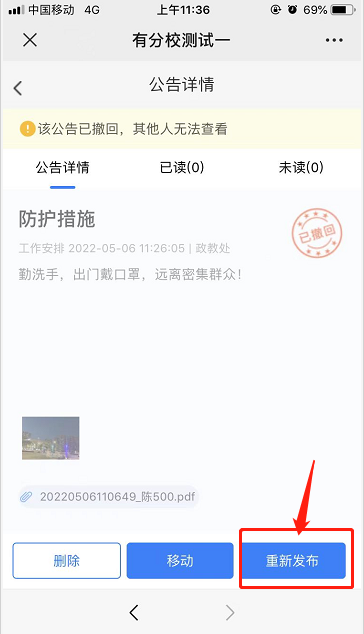 中国移动 4G 上午11:36 69%
有分校测试一
公告详情
该公告已撤回，其他人无法查看
公告详情 已读(0) 未读(0)
防护措施
工作安排 2022-05-06 11:26:05 | 政教处
已撤回
勤洗手，出门戴口罩，远离密集群众！
20220506110649_陈500.pdf
删除 移动 重新发布